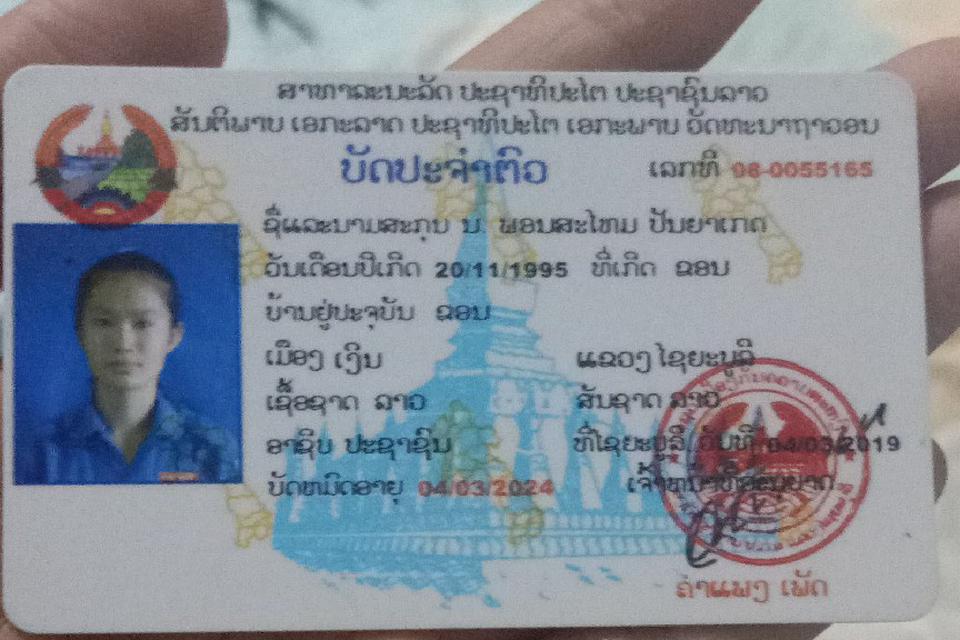 ສາທາລະນະລັດ ປະຊາທິປະໄຕ ປະຊາຊົນລາວ
ສັນຕິພາບ ເອກະລາດ ປະຊາທິປະໄຕ ເອກະພາບ ວັດທະນາຖາວອນ
ບັດປະຈຳຕົວ ເລກທີ 08-0055165
ຊື່ແລະນາມສະກຸນ ນ. ພອນສະໄຫມ ປັນຍາເກດ
ວັນເດືອນປີເກີດ 20/11/1995 ທີ່ເກີດ ຂອນ
ບ້ານຢູ່ປະຈຸບັນ ຂອນ
ເມືອງ ເງິນ ແຂວງ ໄຊຍະບູລີ
ເຊື້ອຊາດ ລາວ ສັນຊາດ ລາວ
ອາຊິບ ປະຊາຊົນ ທີ່ໄຊຍະບູລີ ວັນທີ 04/03/2019
ບັດຫມົດອາຍຸ 04/03/2024 ເຈົ້າຫນ້າທີ່ອະນຸຍາດ
ຄຳແພງ ເພັດ